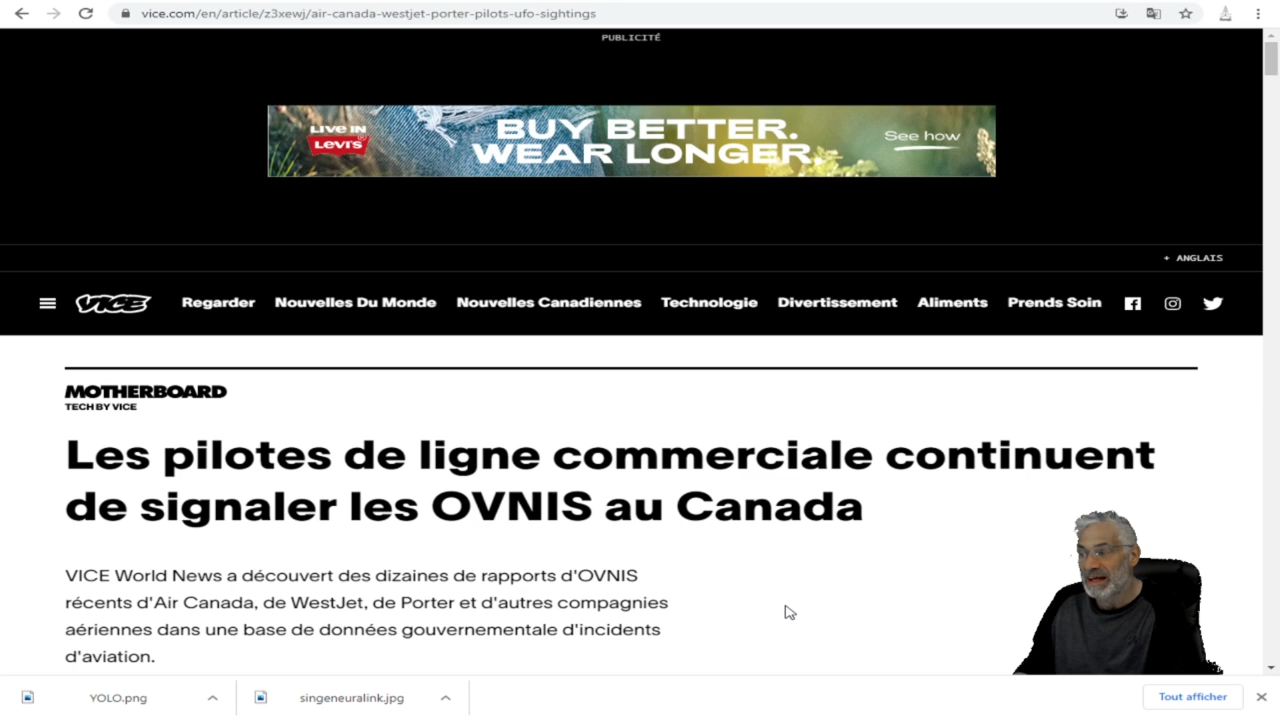 vice.com/en/article/z3xewj/air-canada-westjet-porter-pilots-ufo-sightings
PUBLICITÉ
LIVE IN
LEVI'S
BUY BETTER.
WEAR LONGER.
See how
+ ANGLAIS
VICE Regarder Nouvelles Du Monde Nouvelles Canadiennes Technologie Divertissement Aliments Prends Soin
MOTHERBOARD
TECH BY VICE
Les pilotes de ligne commerciale continuent
de signaler les OVNIS au Canada
VICE World News a découvert des dizaines de rapports d'OVNIS
récents d'Air Canada, de WestJet, de Porter et d'autres compagnies
aériennes dans une base de données gouvernementale d'incidents
d'aviation.
YOLO.png singeneuralink.jpg Tout afficher